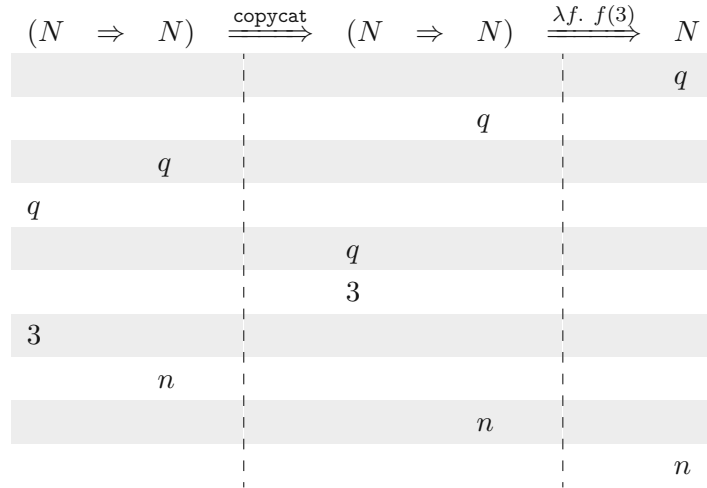 (N ⇒ N) copycat ⟹ (N ⇒ N) λf. f(3) ⟹ N
q
q
q
q
q
3
3
n
n
n